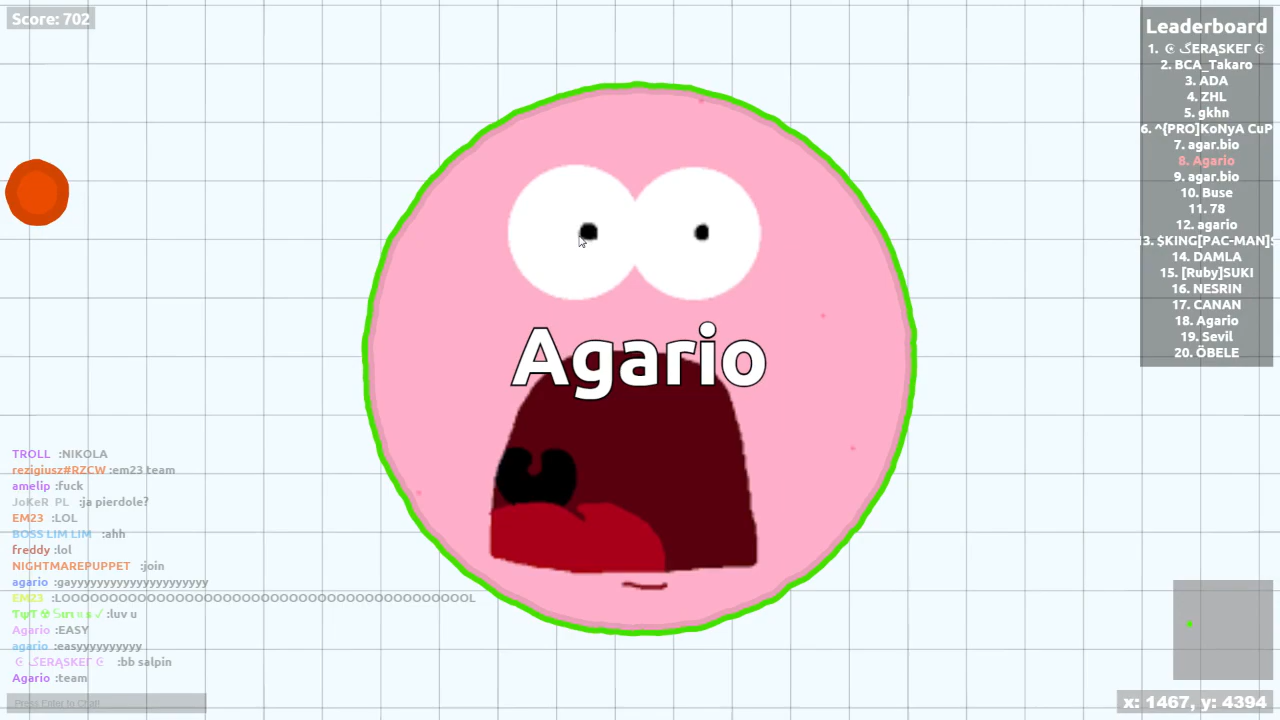 Score: 702
Leaderboard
1. ☪ ُكERĄSКЕГ ☪
2. BCA_Takaro
3. ADA
4. ZHL
5. gkhn
6. ^{PRO]KoNyA CuP
7. agar.bio
8. Agario
9. agar.bio
10. Buse
11. 78
12. agario
13. $KING[PAC-MAN]$
14. DAMLA
15. [Ruby]SUKI
16. NESRIN
17. CANAN
18. Agario
19. Sevil
20. ÖBELE
Agario
TROLL :NIKOLA
rezigiusz#RZCW :em23 team
amelip :fuck
JoKeR PL :ja pierdole?
EM23 :LOL
BOSS LIM LIM :ahh
freddy :lol
NIGHTMAREPUPPET :join
agario :gayyyyyyyyyyyyyyyyyyyyy
EM23 :LOOOOOOOOOOOOOOOOOOOOOOOOOOOOOOOOOOOOOOOOOOL
:luv u
Agario :EASY
agario :easyyyyyyyyyy
:bb salpin
Agario :team
Press Enter to Chat!
x: 1467, y: 4394